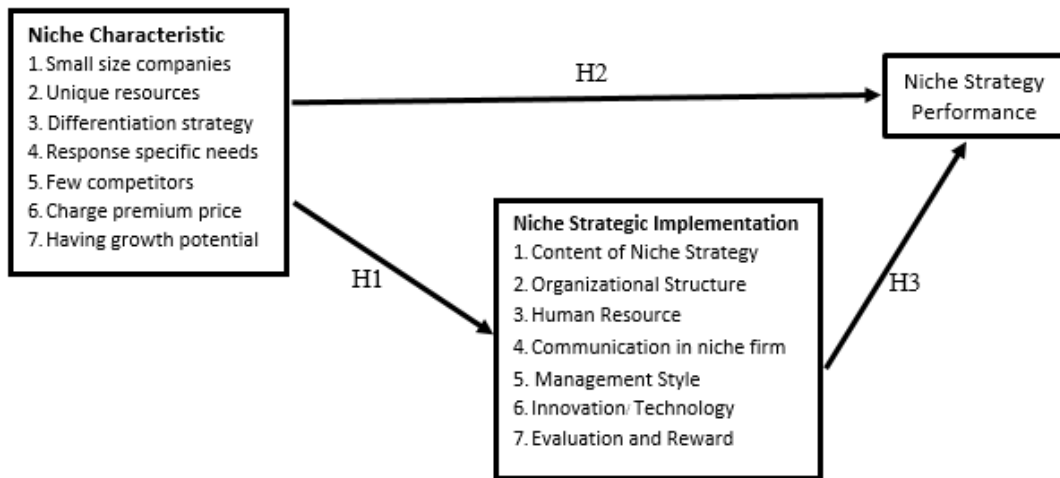 Niche Characteristic
1. Small size companies
2. Unique resources
3. Differentiation strategy
4. Response specific needs
5. Few competitors
6. Charge premium price
7. Having growth potential
H2
Niche Strategy
Performance
H1
Niche Strategic Implementation
1. Content of Niche Strategy
2. Organizational Structure
3. Human Resource
4. Communication in niche firm
5. Management Style
6. Innovation/Technology
7. Evaluation and Reward
H3